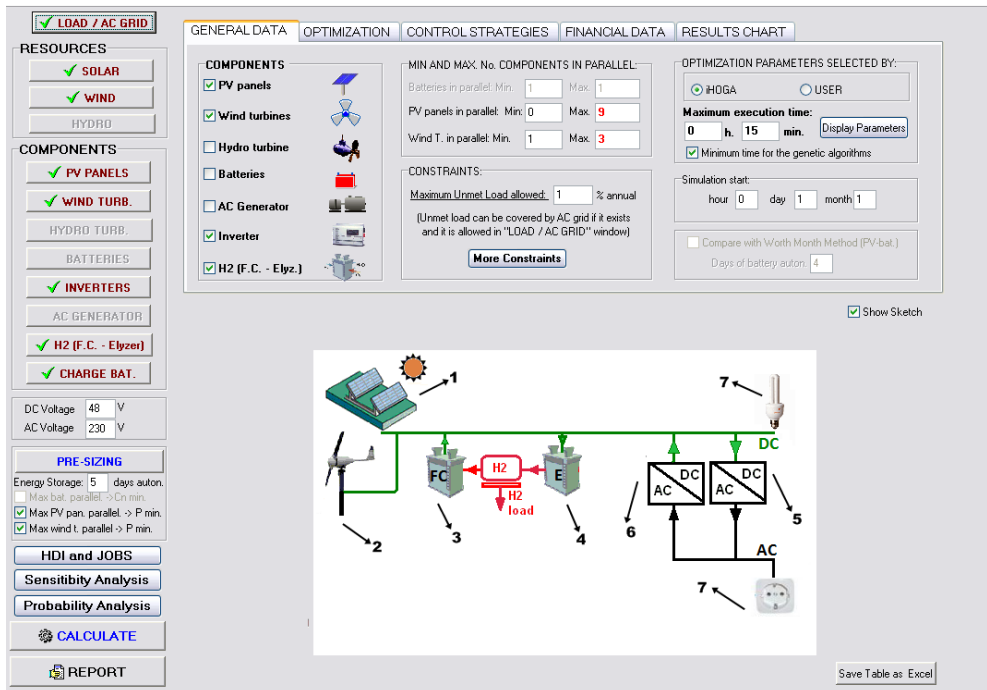 LOAD / AC GRID
RESOURCES
SOLAR
WIND
HYDRO
COMPONENTS
PV PANELS
WIND TURB.
HYDRO TURB.
BATTERIES
INVERTERS
AC GENERATOR
H2 (F.C. - Elyzer)
CHARGE BAT.
DC Voltage 48 V
AC Voltage 230 V
PRE-SIZING
Energy Storage: 5 days auton.
Max bat. parallel. ->Cn min.
Max PV pan. parallel. -> P min.
Max wind t. parallel -> P min.
HDI and JOBS
Sensitibity Analysis
Probability Analysis
CALCULATE
REPORT
GENERAL DATA OPTIMIZATION CONTROL STRATEGIES FINANCIAL DATA RESULTS CHART
COMPONENTS
PV panels
Wind turbines
Hydro turbine
Batteries
AC Generator
Inverter
H2 (F.C. - Elyz.)
MIN AND MAX. No. COMPONENTS IN PARALLEL:
Batteries in parallel: Min. 1 Max. 1
PV panels in parallel: Min: 0 Max. 9
Wind T. in parallel: Min. 1 Max. 3
CONSTRAINTS:
Maximum Unmet Load allowed: 1 % annual
(Unmet load can be covered by AC grid if it exists
and it is allowed in "LOAD / AC GRID" window)
More Constraints
OPTIMIZATION PARAMETERS SELECTED BY:
iHOGA USER
Maximum execution time:
0 h. 15 min. Display Parameters
Minimum time for the genetic algorithms
Simulation start:
hour 0 day 1 month 1
Compare with Worth Month Method (PV-bat.)
Days of battery auton. 4
Show Sketch
1
7
DC
FC
H2
E
H2
load
DC
AC
DC
AC
2
3
4
6
5
AC
7
Save Table as Excel